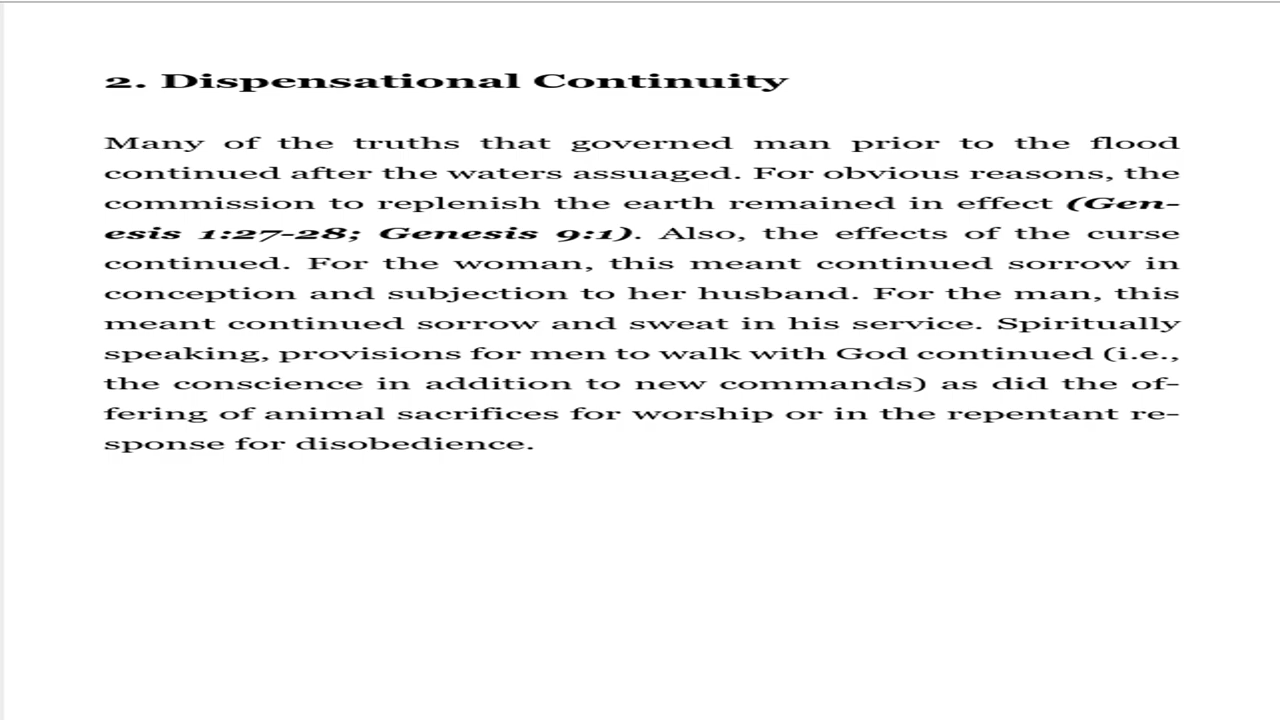 2. Dispensational Continuity
Many of the truths that governed man prior to the flood
continued after the waters assuaged. For obvious reasons, the
commission to replenish the earth remained in effect (Gen-
esis 1:27-28; Genesis 9:1). Also, the effects of the curse
continued. For the woman, this meant continued sorrow in
conception and subjection to her husband. For the man, this
meant continued sorrow and sweat in his service. Spiritually
speaking, provisions for men to walk with God continued (i.e.,
the conscience in addition to new commands) as did the of-
fering of animal sacrifices for worship or in the repentant re-
sponse for disobedience.